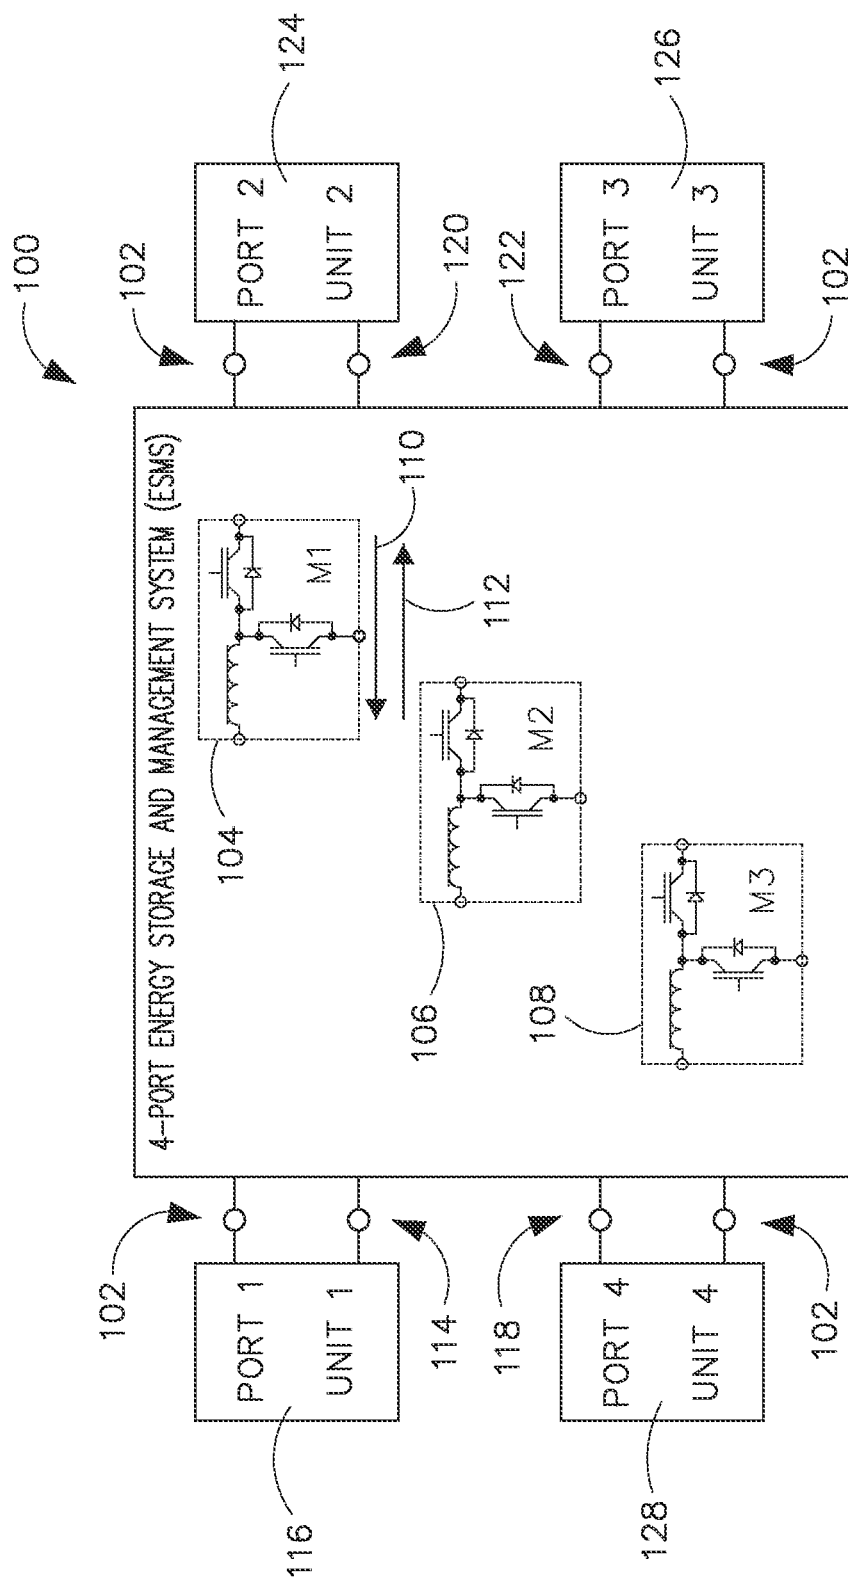 100
4-PORT ENERGY STORAGE AND MANAGEMENT SYSTEM (ESMS)
102
102
PORT 1
UNIT 1
116
114
PORT 2
UNIT 2
124
120
104
M1
110
112
106
M2
108
M3
118
PORT 4
UNIT 4
128
102
122
PORT 3
UNIT 3
126
102